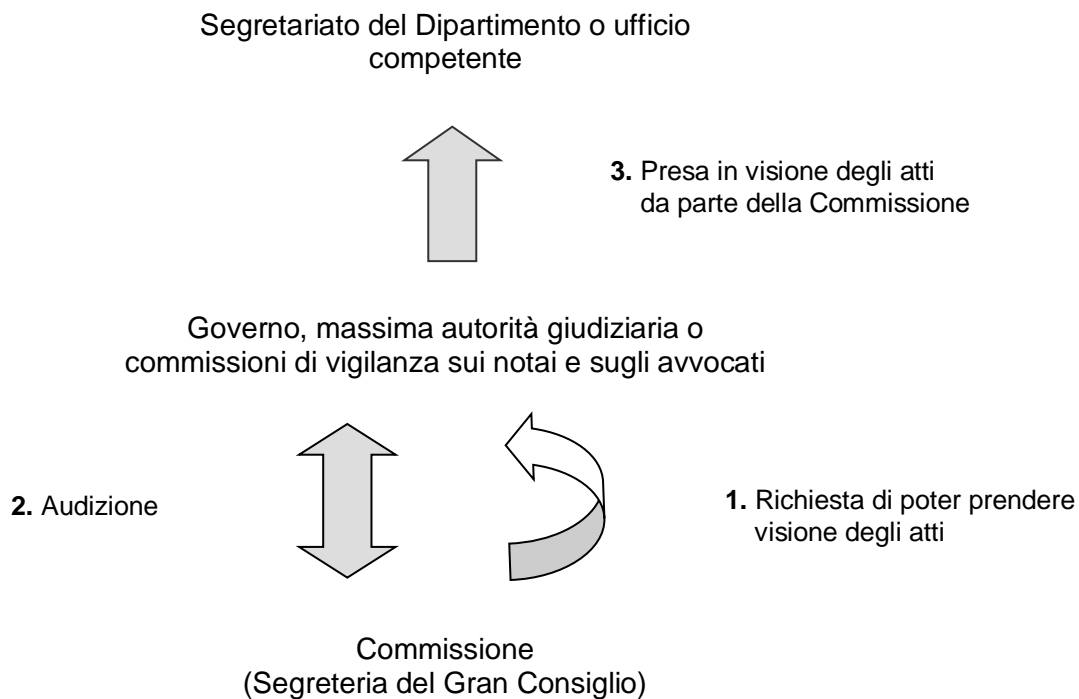 Segretariato del Dipartimento o ufficio
competente
3. Presa in visione degli atti
da parte della Commissione
Governo, massima autorità giudiziaria o
commissioni di vigilanza sui notai e sugli avvocati
2. Audizione
1. Richiesta di poter prendere
visione degli atti
Commissione
(Segreteria del Gran Consiglio)